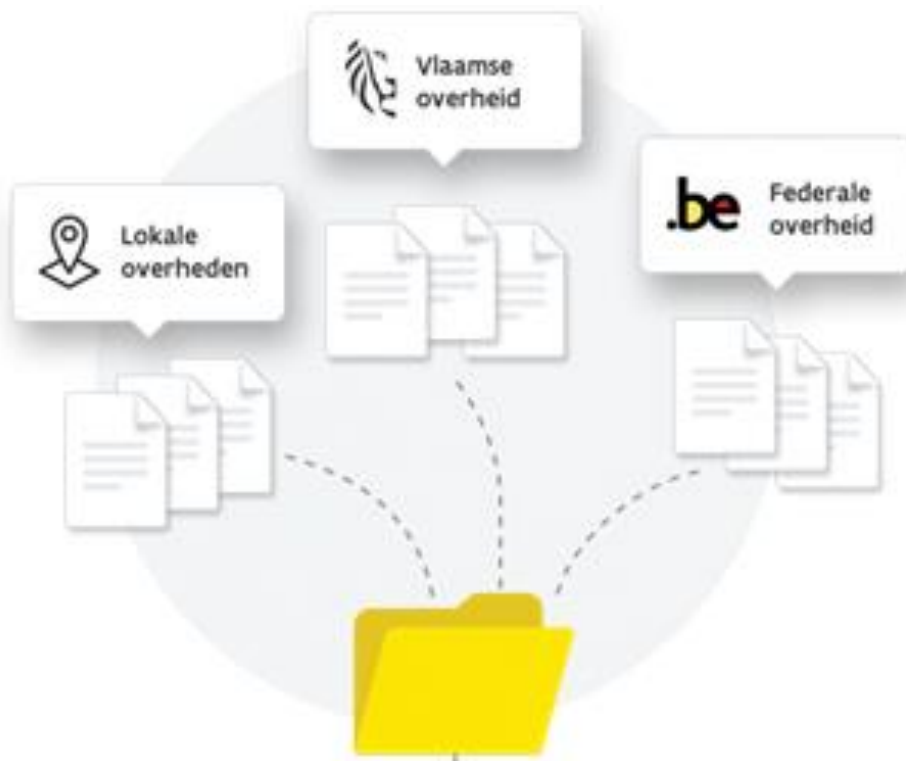 Vlaamse
overheid
.be
Federale
overheid
Lokale
overheden